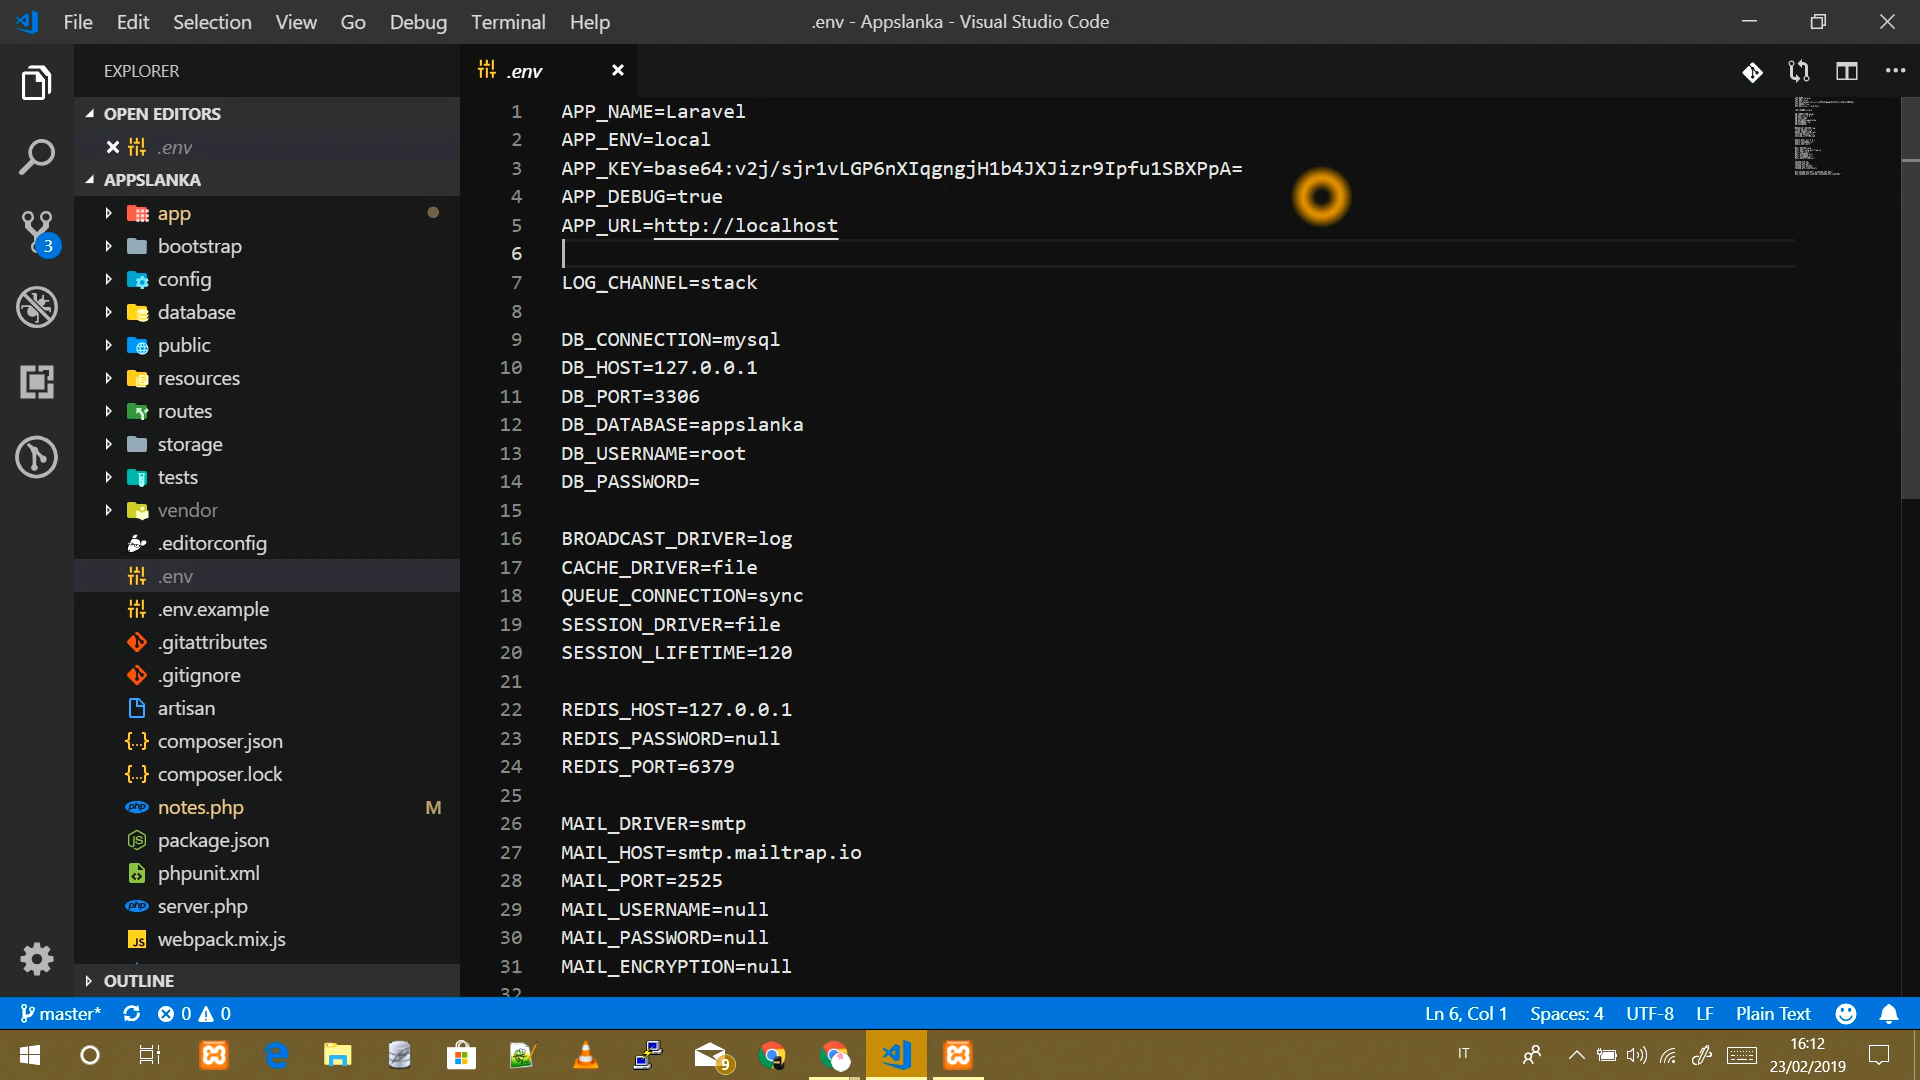 File Edit Selection View Go Debug Terminal Help
.env - Appslanka - Visual Studio Code
EXPLORER
OPEN EDITORS
.env
APPSLANKA
app
bootstrap
config
database
public
resources
routes
storage
tests
vendor
.editorconfig
.env
.env.example
.gitattributes
.gitignore
artisan
composer.json
composer.lock
notes.php M
package.json
phpunit.xml
server.php
webpack.mix.js
OUTLINE
3
.env
1 APP_NAME=Laravel
2 APP_ENV=local
3 APP_KEY=base64:v2j/sjr1vLGP6nXIqgngjH1b4JXJizr9Ipfu1SBXPpA=
4 APP_DEBUG=true
5 APP_URL=http://localhost
6
7 LOG_CHANNEL=stack
8
9 DB_CONNECTION=mysql
10 DB_HOST=127.0.0.1
11 DB_PORT=3306
12 DB_DATABASE=appslanka
13 DB_USERNAME=root
14 DB_PASSWORD=
15
16 BROADCAST_DRIVER=log
17 CACHE_DRIVER=file
18 QUEUE_CONNECTION=sync
19 SESSION_DRIVER=file
20 SESSION_LIFETIME=120
21
22 REDIS_HOST=127.0.0.1
23 REDIS_PASSWORD=null
24 REDIS_PORT=6379
25
26 MAIL_DRIVER=smtp
27 MAIL_HOST=smtp.mailtrap.io
28 MAIL_PORT=2525
29 MAIL_USERNAME=null
30 MAIL_PASSWORD=null
31 MAIL_ENCRYPTION=null
32
master* 0 0 Ln 6, Col 1 Spaces: 4 UTF-8 LF Plain Text
9
IT
16:12
23/02/2019